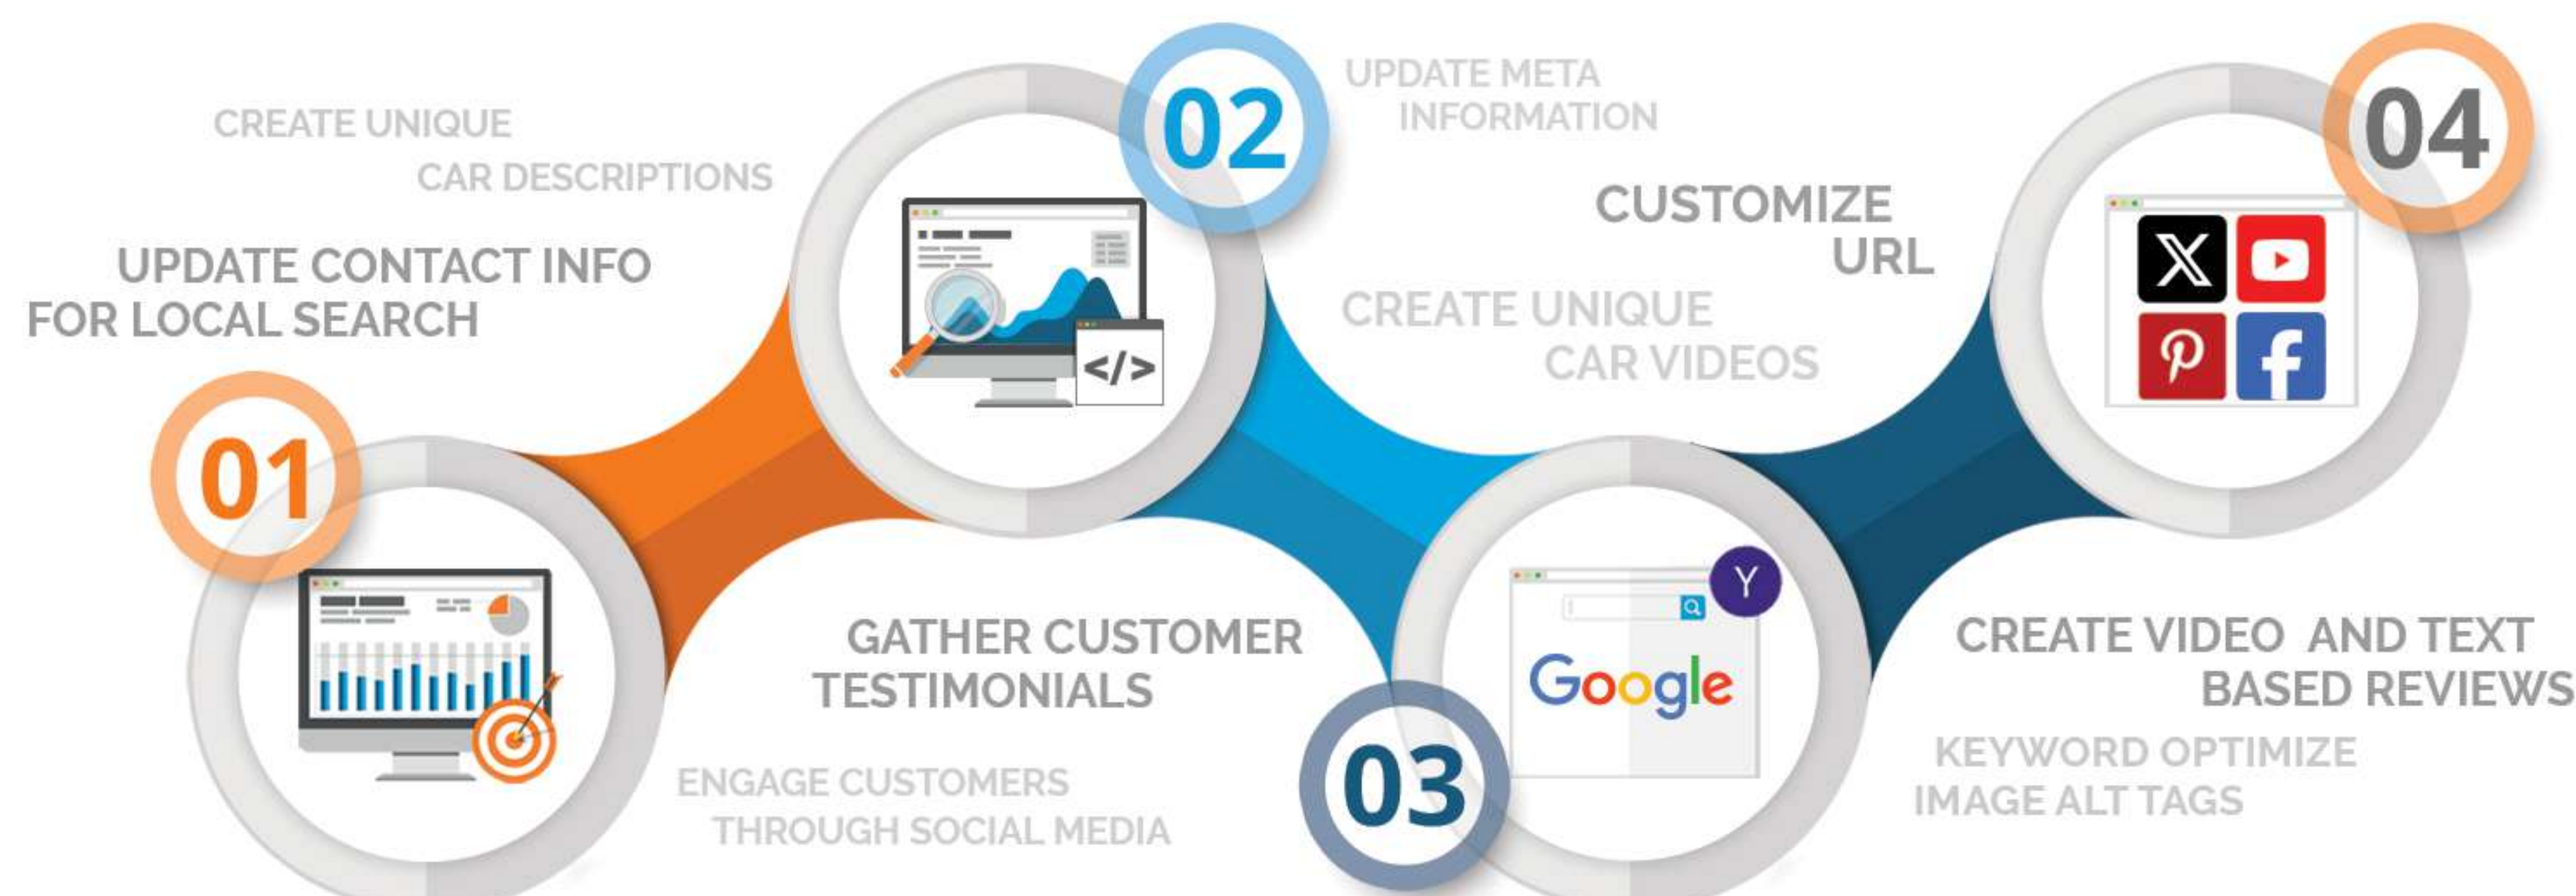 CREATE UNIQUE
CAR DESCRIPTIONS
UPDATE CONTACT INFO
FOR LOCAL SEARCH
01
02
</>
UPDATE META
INFORMATION
CUSTOMIZE
URL
CREATE UNIQUE
CAR VIDEOS
GATHER CUSTOMER
TESTIMONIALS
ENGAGE CUSTOMERS
THROUGH SOCIAL MEDIA
03
Y
Google
04
X
f
CREATE VIDEO AND TEXT
BASED REVIEWS
KEYWORD OPTIMIZE
IMAGE ALT TAGS